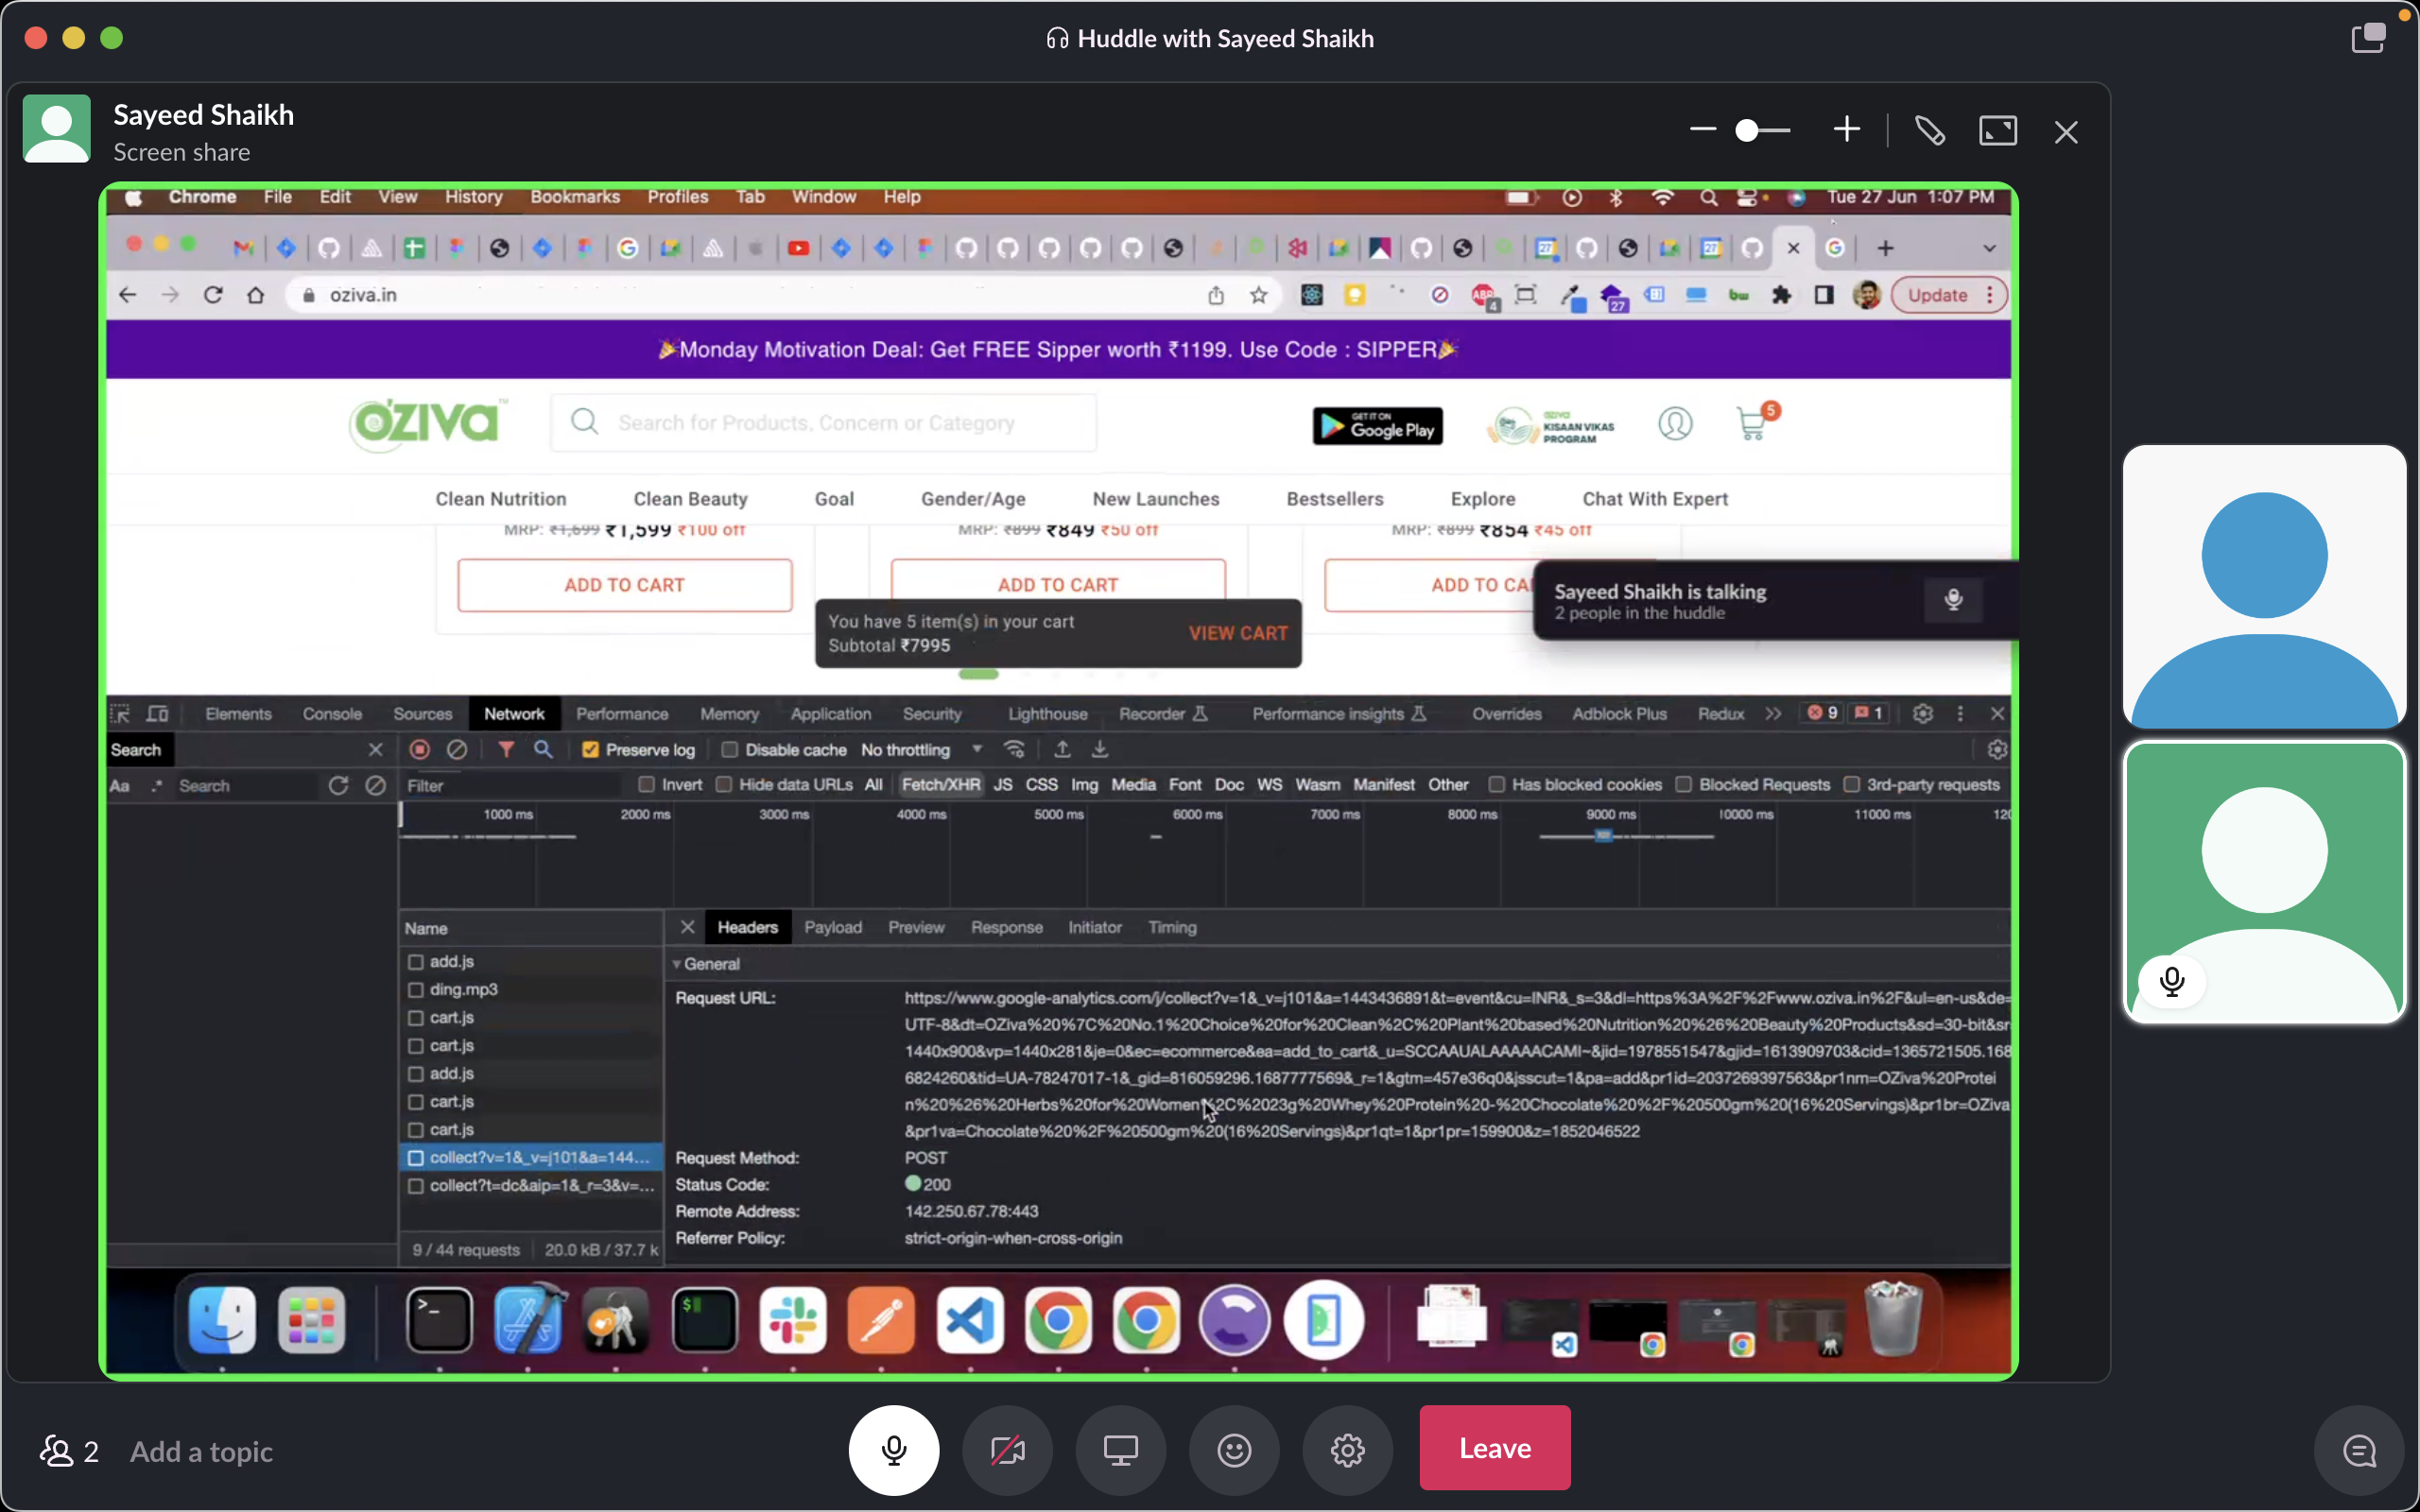 Huddle with Sayeed Shaikh
Sayeed Shaikh
Screen share
Chrome File Edit View History Bookmarks Profiles Tab Window Help
Tue 27 Jun 1:07 PM
oziva.in
ABP 4
27
bw
Update
🎉Monday Motivation Deal: Get FREE Sipper worth ₹1199. Use Code : SIPPER🎉
OZIVA™
Search for Products, Concern or Category
GET IT ON
Google Play
OZIVA
KISAAN VIKAS
PROGRAM
5
Clean Nutrition Clean Beauty Goal Gender/Age New Launches Bestsellers Explore Chat With Expert
MRP: ₹1,699 ₹1,599 ₹100 off
MRP: ₹899 ₹849 ₹50 off
MRP: ₹899 ₹854 ₹45 off
ADD TO CART
ADD TO CART
ADD TO CA
Sayeed Shaikh is talking
2 people in the huddle
You have 5 item(s) in your cart
Subtotal ₹7995
VIEW CART
Elements Console Sources Network Performance Memory Application Security Lighthouse Recorder Performance insights Overrides Adblock Plus Redux 9 1
Search
Preserve log Disable cache No throttling
Aa .* Search
Filter Invert Hide data URLs All Fetch/XHR JS CSS Img Media Font Doc WS Wasm Manifest Other Has blocked cookies Blocked Requests 3rd-party requests
1000 ms 2000 ms 3000 ms 4000 ms 5000 ms 6000 ms 7000 ms 8000 ms 9000 ms 10000 ms 11000 ms 120
Name
add.js
ding.mp3
cart.js
cart.js
add.js
cart.js
cart.js
collect?v=1&_v=j101&a=144...
collect?t=dc&aip=1&_r=3&v=...
9 / 44 requests 20.0 kB / 37.7 k
Headers Payload Preview Response Initiator Timing
General
Request URL:
https://www.google-analytics.com/j/collect?v=1&_v=j101&a=1443436891&t=event&cu=INR&_s=3&dl=https%3A%2F%2Fwww.oziva.in%2F&ul=en-us&de=
UTF-8&dt=OZiva%20%7C%20No.1%20Choice%20for%20Clean%2C%20Plant%20based%20Nutrition%20%26%20Beauty%20Products&sd=30-bit&sr
1440x900&vp=1440x281&je=0&ec=ecommerce&ea=add_to_cart&_u=SCCAAUALAAAAACAMI~&jid=1978551547&gjid=1613909703&cid=1365721505.168
6824260&tid=UA-78247017-1&_gid=816059296.1687777569&_r=1&gtm=457e36q0&jsscut=1&pa=add&pr1id=2037269397563&pr1nm=OZiva%20Protei
n%20%26%20Herbs%20for%20Women%2C%2023g%20Whey%20Protein%20-%20Chocolate%20%2F%20500gm%20(16%20Servings)&pr1br=OZiva
&pr1va=Chocolate%20%2F%20500gm%20(16%20Servings)&pr1qt=1&pr1pr=159900&z=1852046522
Request Method: POST
Status Code: 200
Remote Address: 142.250.67.78:443
Referrer Policy: strict-origin-when-cross-origin
2 Add a topic
Leave